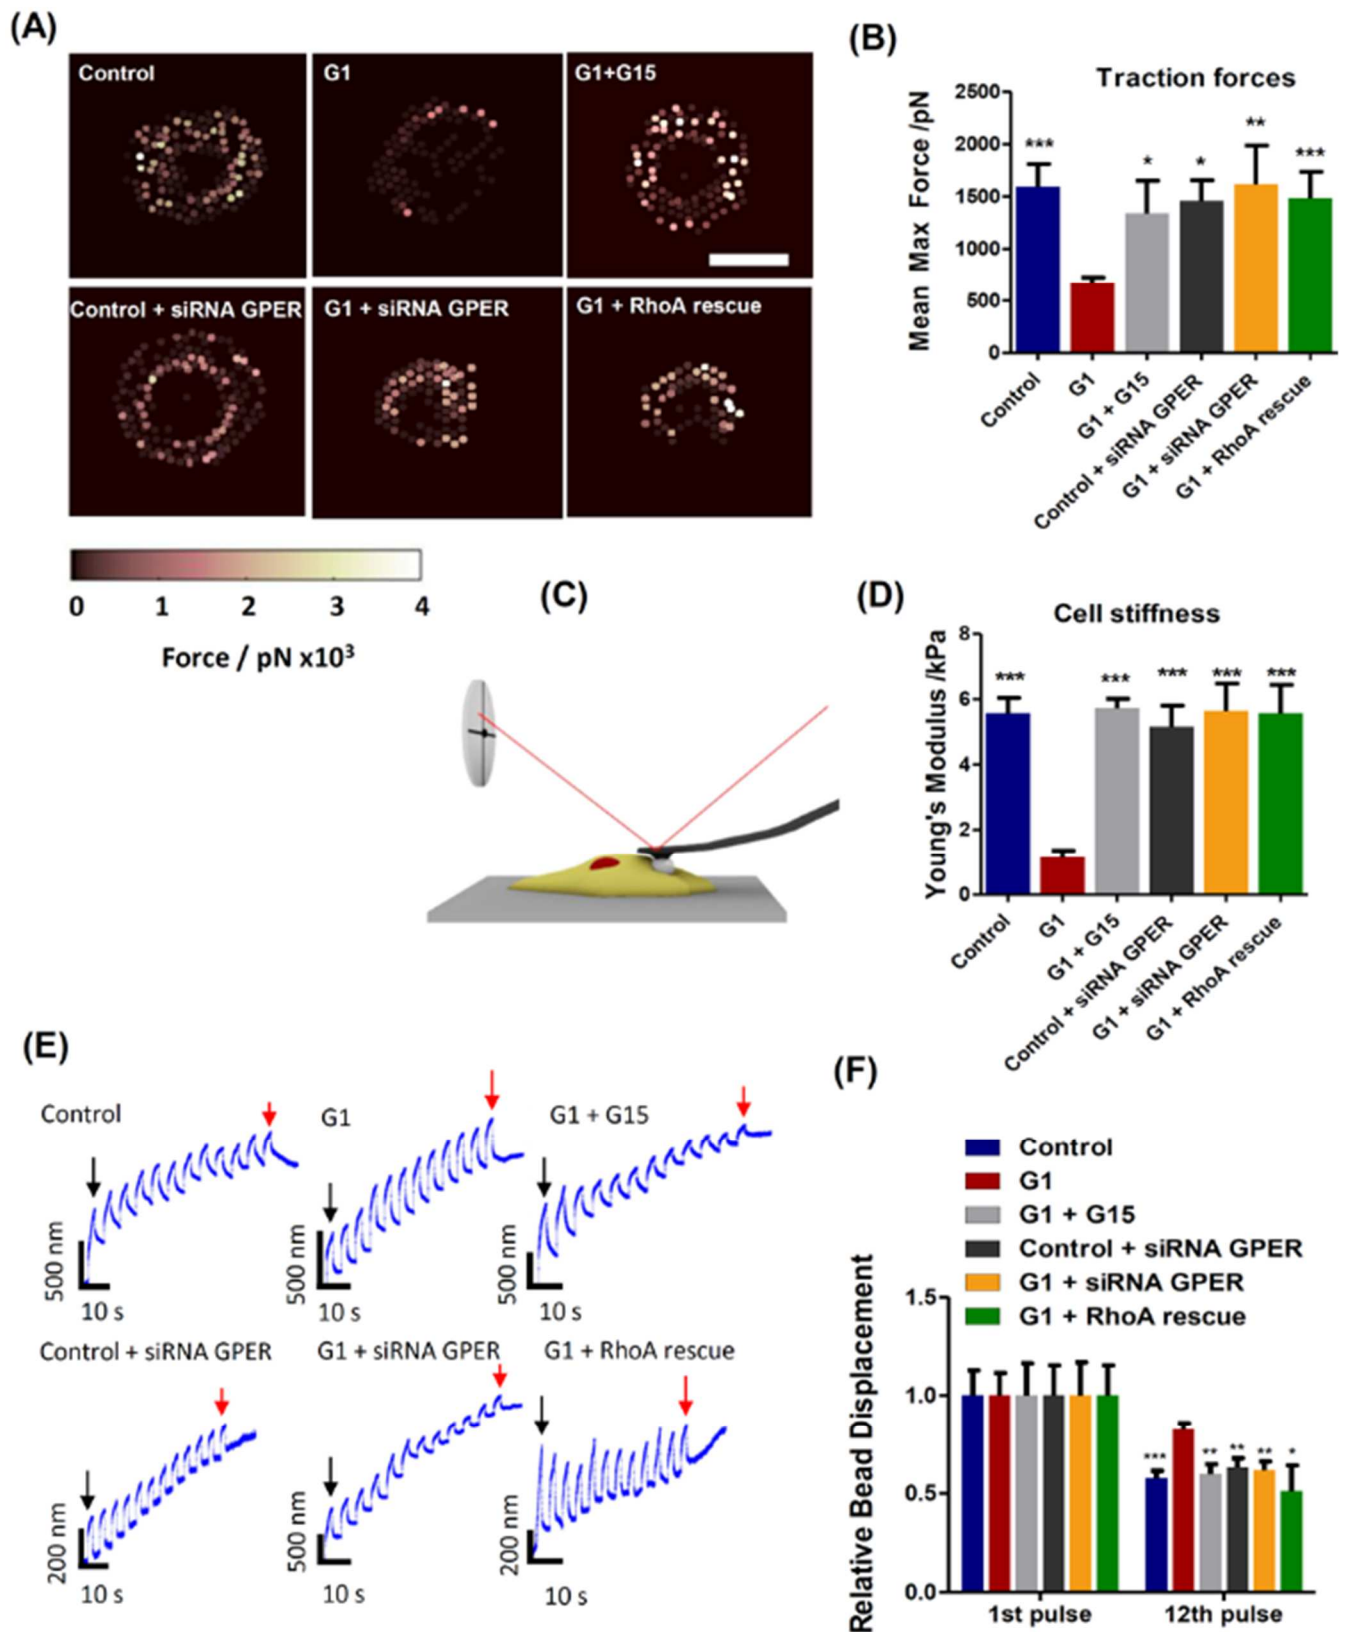 (A)
Control
G1
G1+G15
Control + siRNA GPER
G1 + siRNA GPER
G1 + RhoA rescue
0 1 2 3 4
Force / pN x10³
(B)
Traction forces
Mean Max Force /pN
2500
2000
1500
1000
500
0
***
*
*
**
***
Control
G1
G1 + G15
Control + siRNA GPER
G1 + siRNA GPER
G1 + RhoA rescue
(C)
(D)
Cell stiffness
Young's Modulus /kPa
8
6
4
2
0
***
***
***
***
***
Control
G1
G1 + G15
Control + siRNA GPER
G1 + siRNA GPER
G1 + RhoA rescue
(E)
Control
500 nm
10 s
G1
500 nm
10 s
G1 + G15
500 nm
10 s
Control + siRNA GPER
200 nm
10 s
G1 + siRNA GPER
500 nm
10 s
G1 + RhoA rescue
200 nm
10 s
(F)
Control
G1
G1 + G15
Control + siRNA GPER
G1 + siRNA GPER
G1 + RhoA rescue
Relative Bead Displacement
1.5
1.0
0.5
0.0
***
**
**
**
*
1st pulse
12th pulse